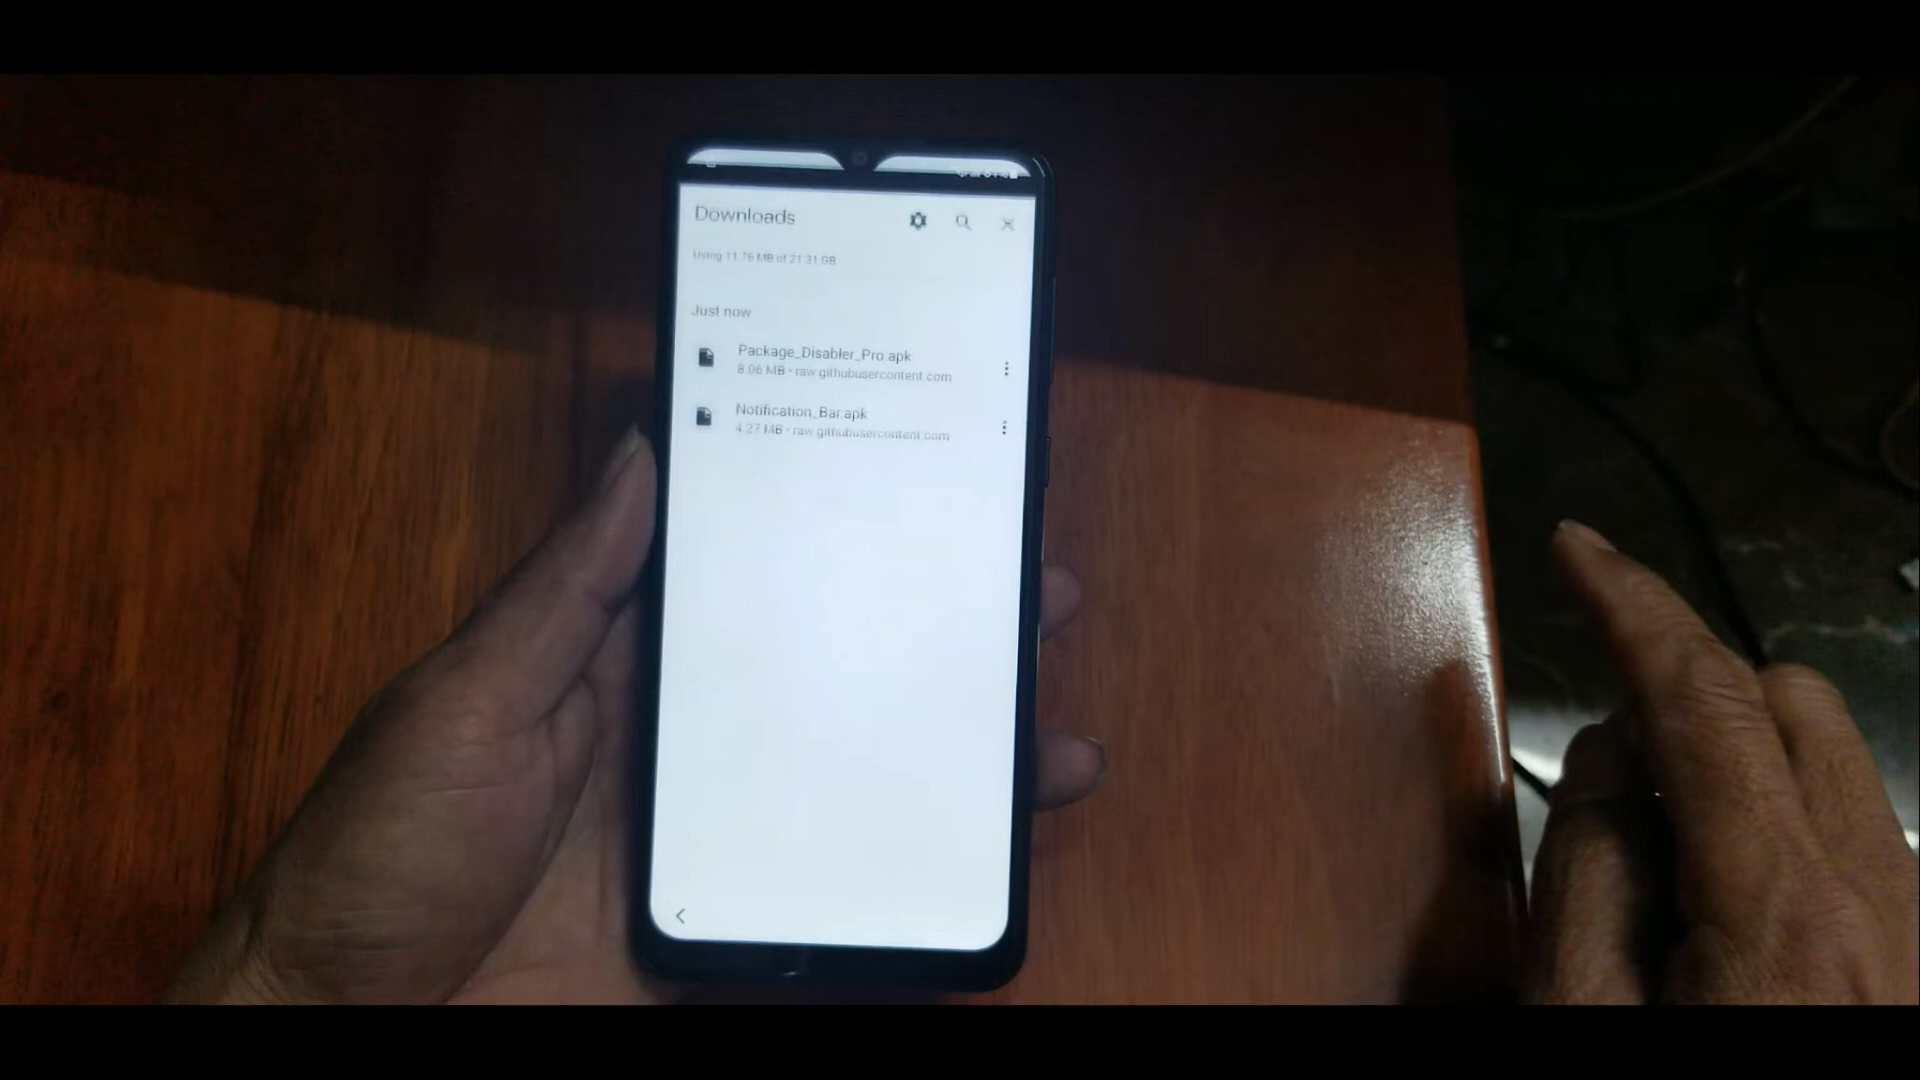 Downloads
Using 11.76 MB of 21.31 GB
Just now
Package_Disabler_Pro.apk
8.06 MB • raw.githubusercontent.com
Notification_Bar.apk
4.27 MB • raw.githubusercontent.com